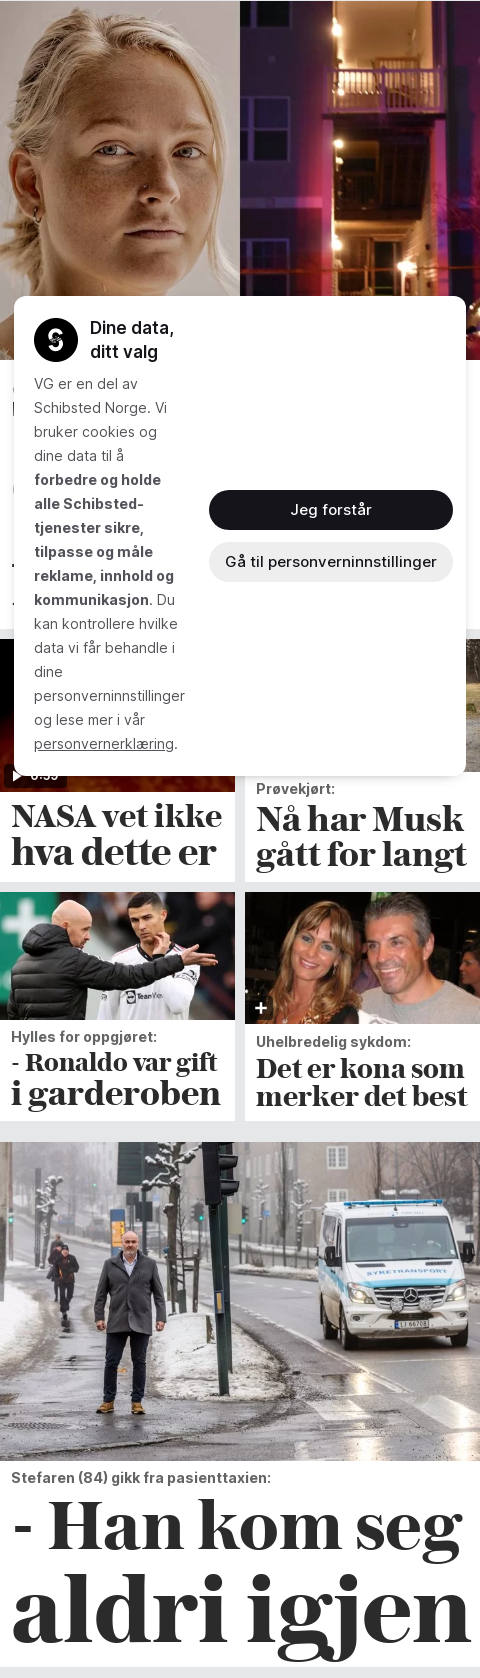 Dine data,
ditt valg
VG er en del av
Schibsted Norge. Vi
bruker cookies og
dine data til å
forbedre og holde
alle Schibsted-
tjenester sikre,
tilpasse og måle
reklame, innhold og
kommunikasjon. Du
kan kontrollere hvilke
data vi får behandle i
dine
personverninnstillinger
og lese mer i vår
personvernerklæring.
Jeg forstår
Gå til personverninnstillinger
NASA vet ikke
hva dette er
Prøvekjørt:
Nå har Musk
gått for langt
Hylles for oppgjøret:
- Ronaldo var gift
i garderoben
Uhelbredelig sykdom:
Det er kona som
merker det best
SYKETRANSPORT
Stefaren (84) gikk fra pasienttaxien:
- Han kom seg
aldri igjen